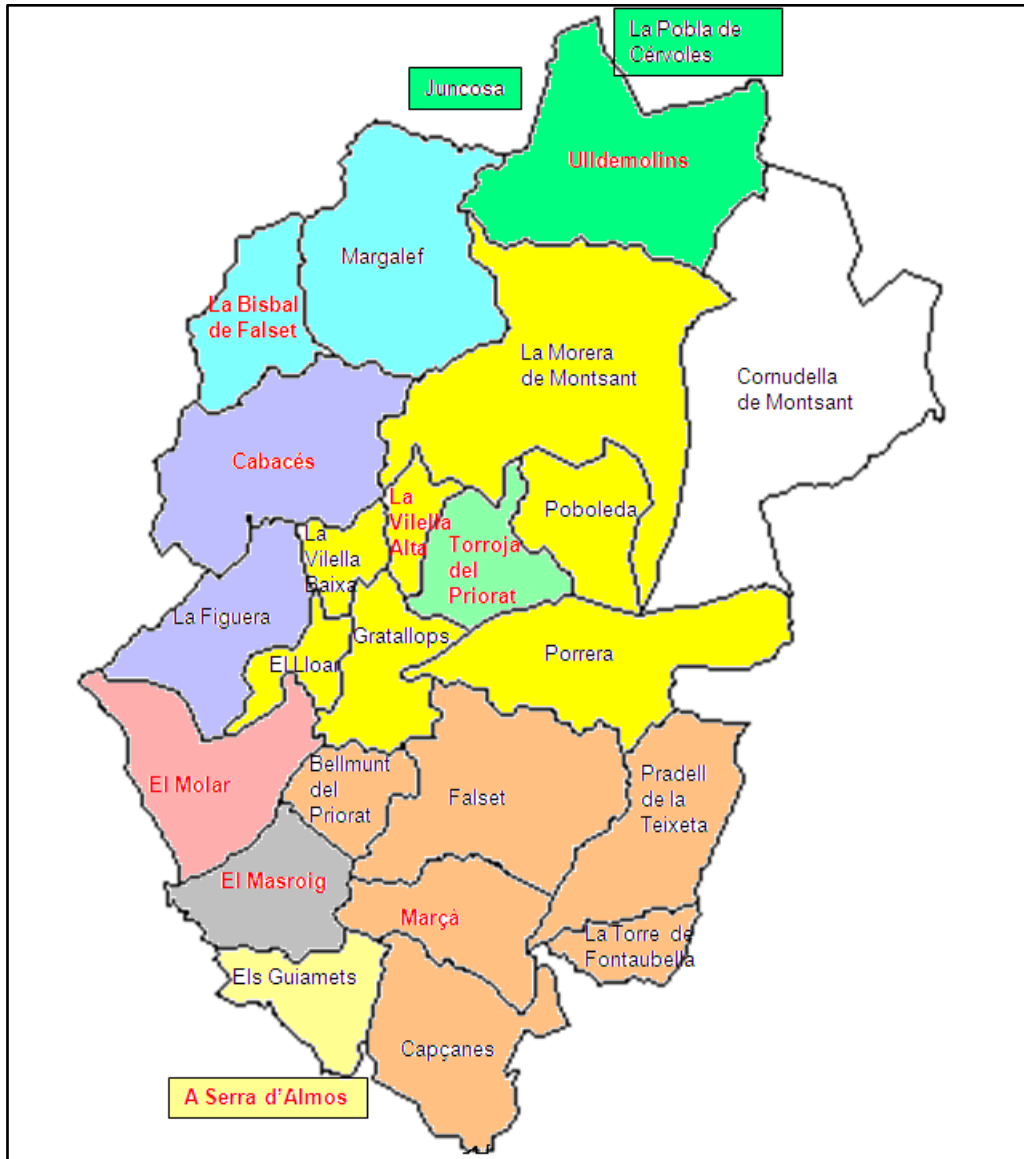 La Pobla de
Cérvoles
Juncosa
Ulldemolins
Margalef
La Bisbal
de Falset
La Morera
de Montsant
Cornudella
de Montsant
Cabacés
La
Vilella
Alta
Poboleda
La
Vilella
Baixa
Torroja
del
Priorat
La Figuera
Gratallops
El Lloar
Porrera
El Molar
Bellmunt
del
Priorat
Falset
Pradell
de la
Teixeta
El Masroig
Marçà
La Torre de
Fontaubella
Els Guiamets
Capçanes
A Serra d'Almos